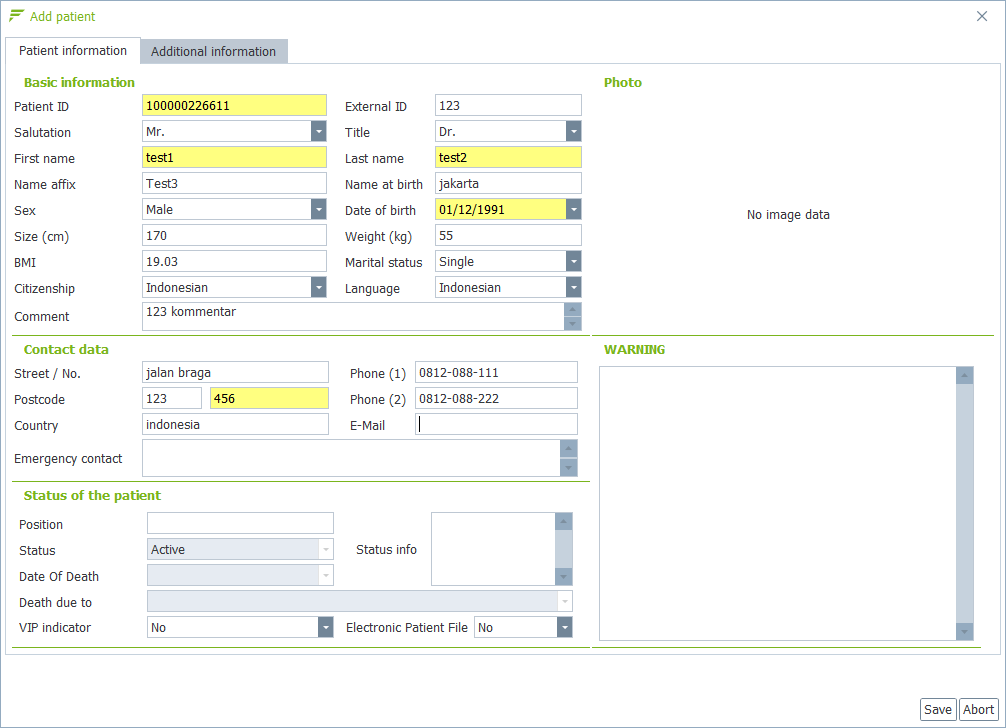 Add patient
Patient information Additional information
Basic information
Patient ID 100000226611 External ID 123
Salutation Mr. Title Dr.
First name test1 Last name test2
Name affix Test3 Name at birth jakarta
Sex Male Date of birth 01/12/1991
Size (cm) 170 Weight (kg) 55
BMI 19.03 Marital status Single
Citizenship Indonesian Language Indonesian
Comment 123 kommentar
Photo
No image data
Contact data
Street / No. jalan braga Phone (1) 0812-088-111
Postcode 123 456 Phone (2) 0812-088-222
Country indonesia E-Mail
Emergency contact
WARNING
Status of the patient
Position
Status Active Status info
Date Of Death
Death due to
VIP indicator No Electronic Patient File No
Save Abort